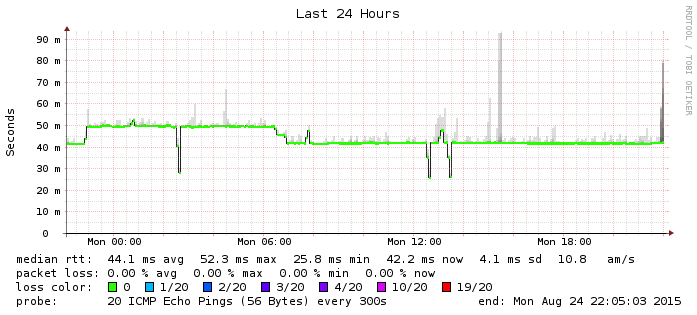 Last 24 Hours
RRDTOOL / TOBI OETIKER
Seconds
90 m
80 m
70 m
60 m
50 m
40 m
30 m
20 m
10 m
0
Mon 00:00 Mon 06:00 Mon 12:00 Mon 18:00
median rtt: 44.1 ms avg 52.3 ms max 25.8 ms min 42.2 ms now 4.1 ms sd 10.8 am/s
packet loss: 0.00 % avg 0.00 % max 0.00 % min 0.00 % now
loss color: 0 1/20 2/20 3/20 4/20 10/20 19/20
probe: 20 ICMP Echo Pings (56 Bytes) every 300s end: Mon Aug 24 22:05:03 2015